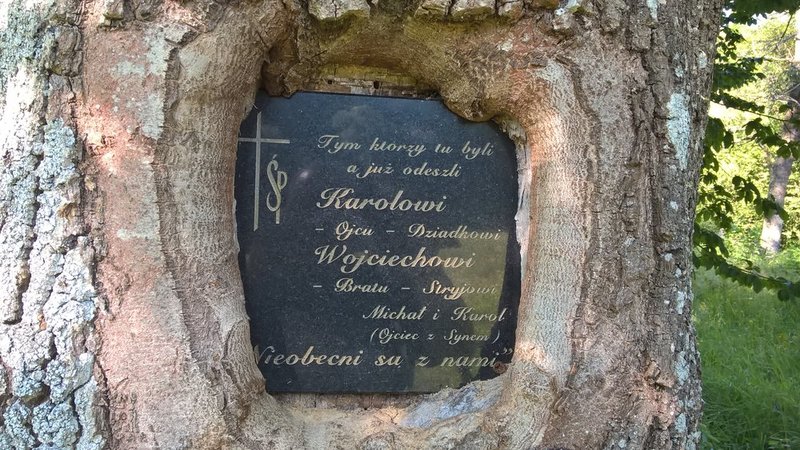 ŚP
Tym którzy tu byli
a już odeszli
Karolowi
- Ojcu - Dziadkowi
Wojciechowi
- Bratu - Stryjowi
Michał i Karol
(Ojciec z Synem)
Nieobecni są z nami"